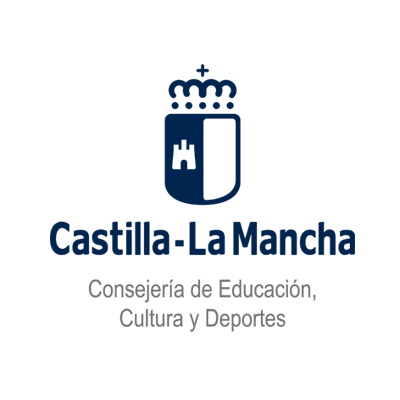 Castilla-La Mancha
Consejería de Educación,
Cultura y Deportes